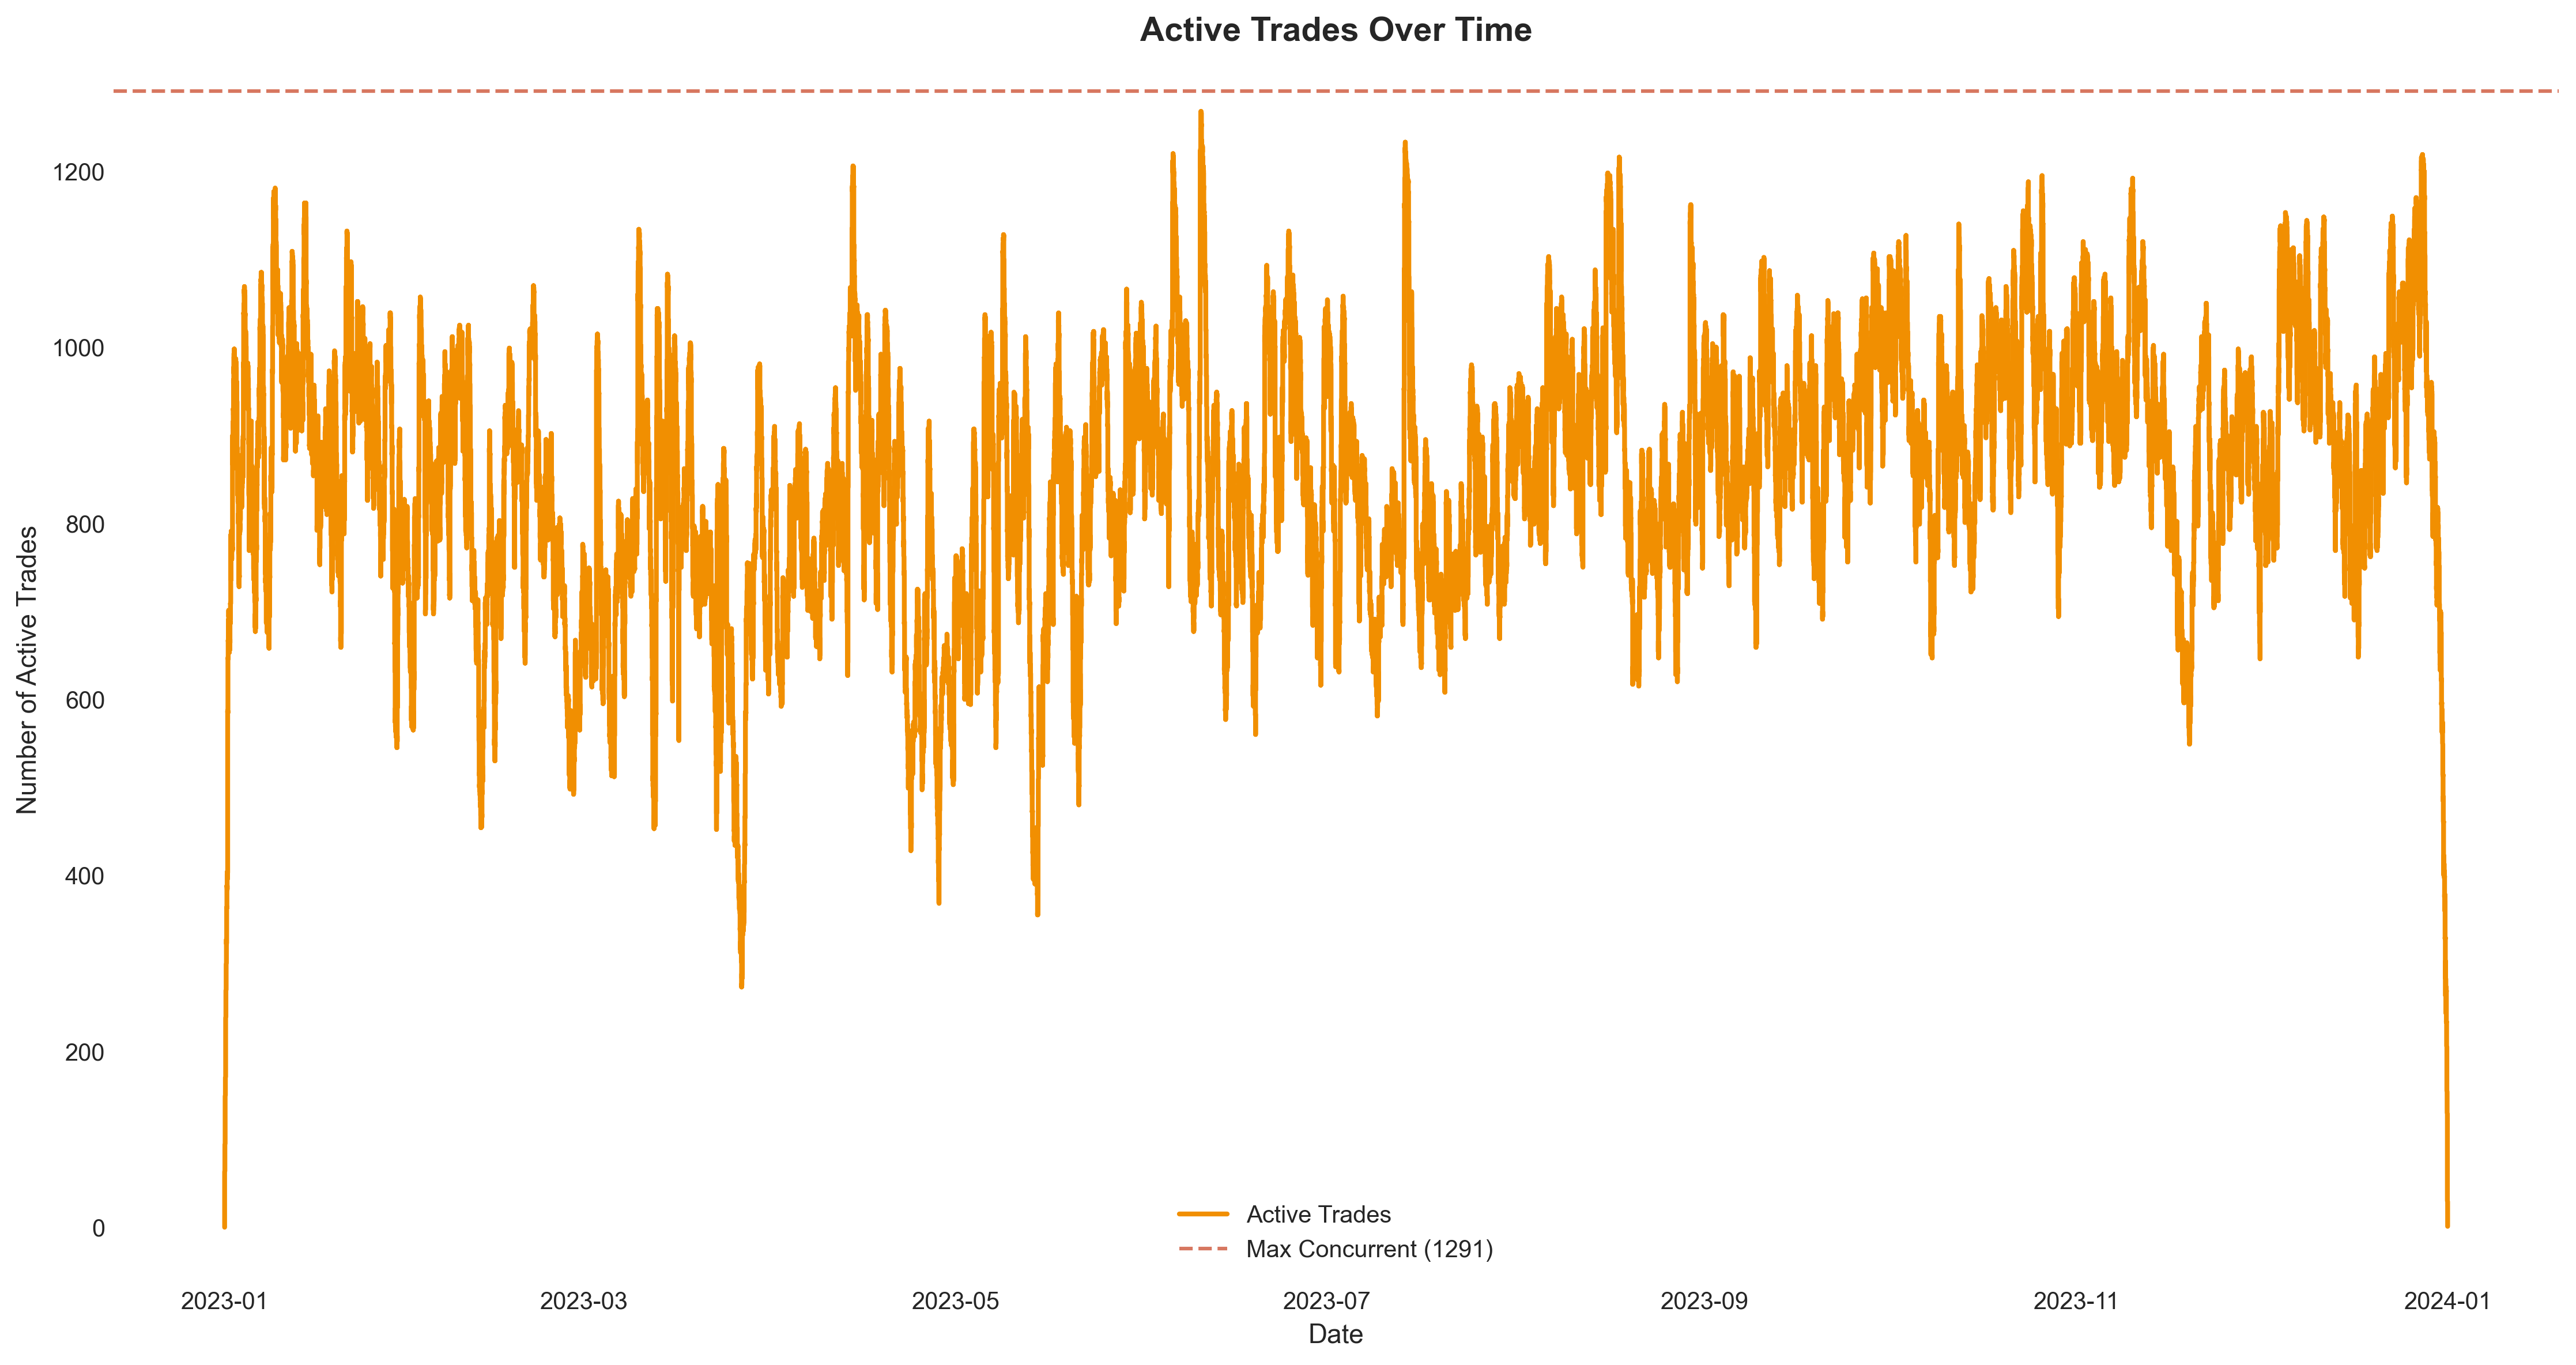 Active Trades Over Time
Number of Active Trades
1200
1000
800
600
400
200
0
Active Trades
Max Concurrent (1291)
2023-01
2023-03
2023-05
2023-07
2023-09
2023-11
2024-01
Date